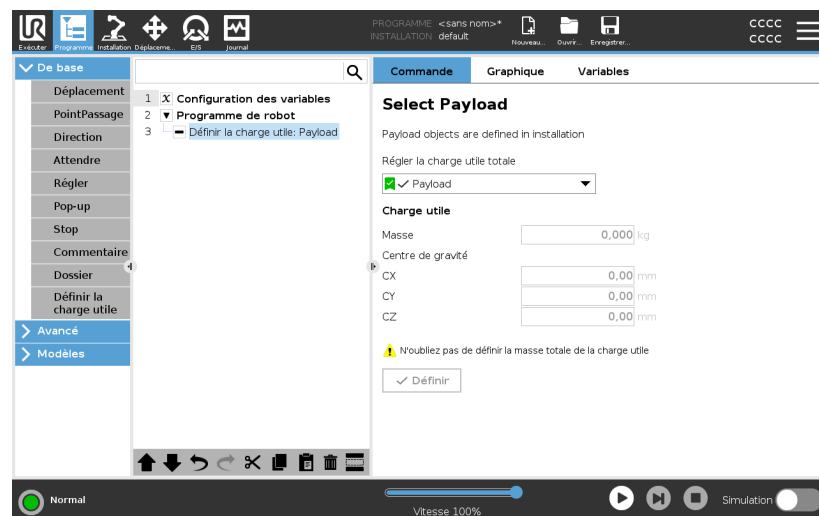 PROGRAMME <sans nom>*
INSTALLATION default
cccc
cccc
Exécuter
Programme
Installation
Déplaceme...
E/S
Journal
Nouveau...
Ouvrir...
Enregistrer...
De base
Déplacement
PointPassage
Direction
Attendre
Régler
Pop-up
Stop
Commentaire
Dossier
Définir la
charge utile
Avancé
Modèles
1 x Configuration des variables
2 Programme de robot
3 Définir la charge utile: Payload
Commande Graphique Variables
Select Payload
Payload objects are defined in installation
Régler la charge utile totale
Payload
Charge utile
Masse 0,000 kg
Centre de gravité
CX 0,00 mm
CY 0,00 mm
CZ 0,00 mm
N'oubliez pas de définir la masse totale de la charge utile
Définir
Normal
Vitesse 100%
Simulation